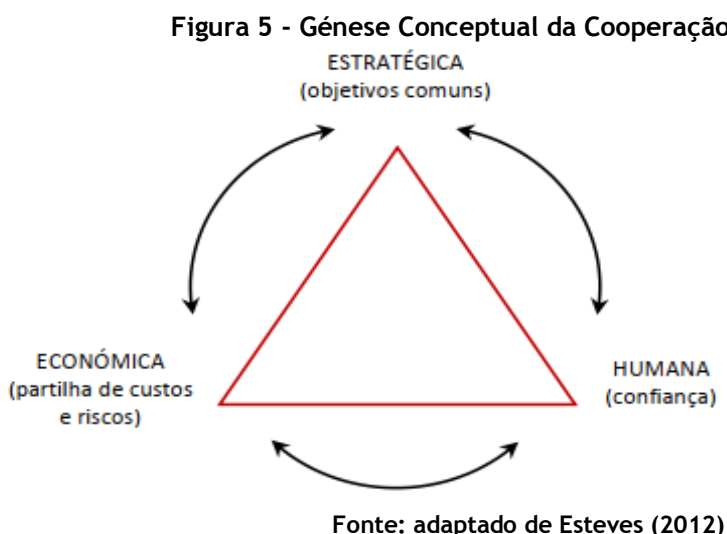 Figura 5 - Génese Conceptual da Cooperação
ESTRATÉGICA
(objetivos comuns)
ECONÓMICA
(partilha de custos
e riscos)
HUMANA
(confiança)
Fonte: adaptado de Esteves (2012)